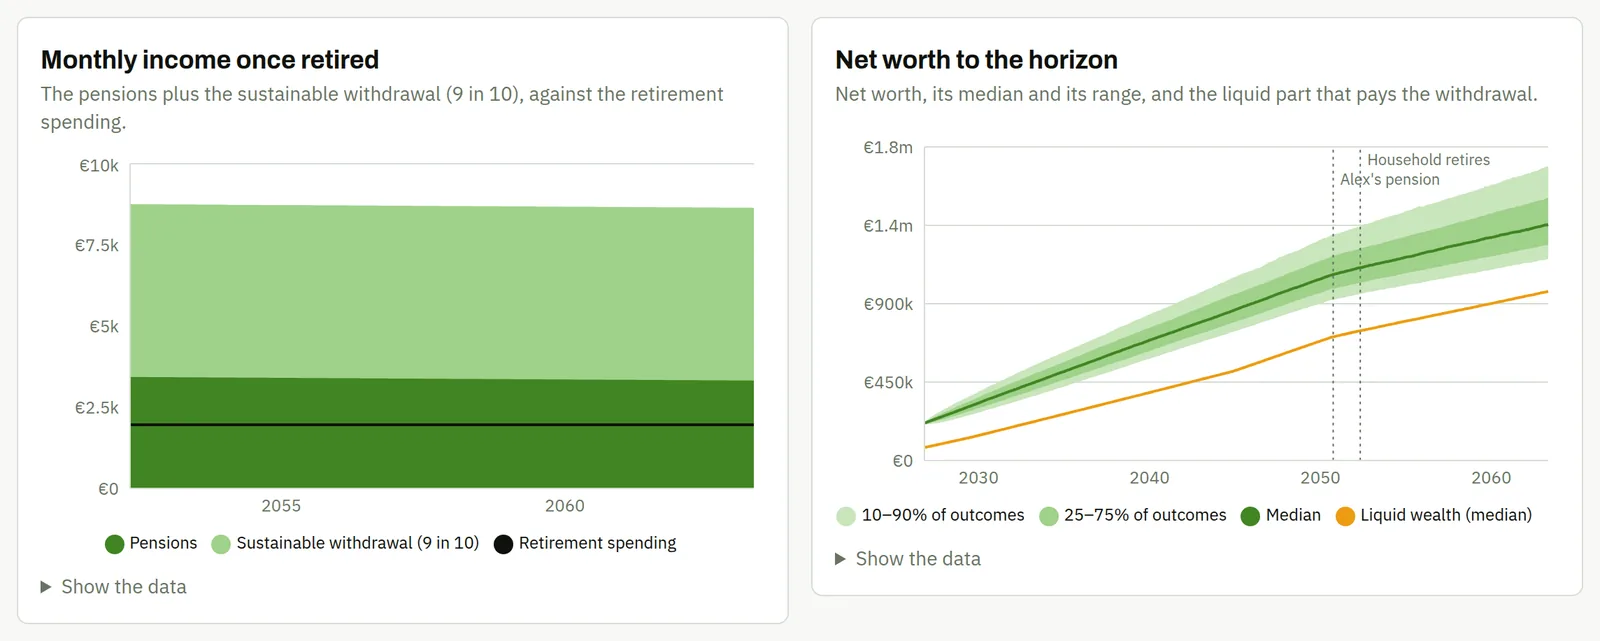 Monthly income once retired
The pensions plus the sustainable withdrawal (9 in 10), against the retirement
spending.
€10k
€7.5k
€5k
€2.5k
€0
2055
2060
Pensions
Sustainable withdrawal (9 in 10)
Retirement spending
Show the data
Net worth to the horizon
Net worth, its median and its range, and the liquid part that pays the withdrawal.
€1.8m
€1.4m
€900k
€450k
€0
Household retires
Alex's pension
2030
2040
2050
2060
10–90% of outcomes
25–75% of outcomes
Median
Liquid wealth (median)
Show the data